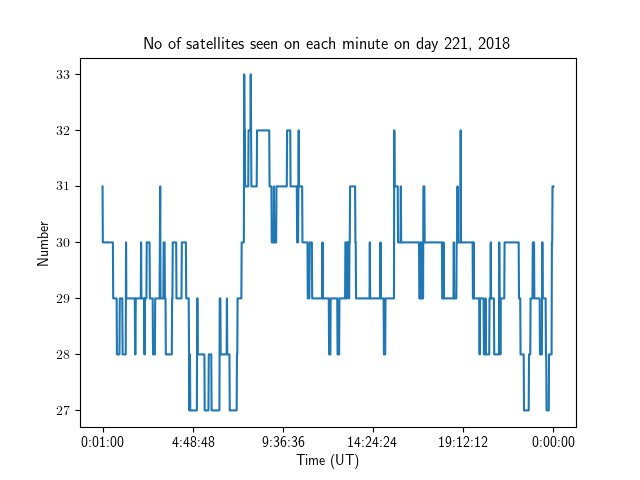 No of satellites seen on each minute on day 221, 2018
33
32
31
30
29
28
27
Number
0:01:00 4:48:48 9:36:36 14:24:24 19:12:12 0:00:00
Time (UT)